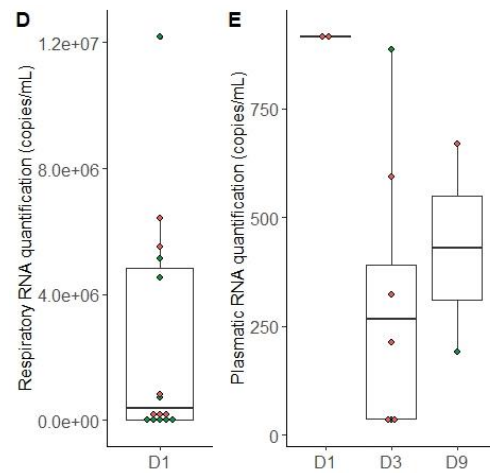 D
Respiratory RNA quantification (copies/mL)
1.2e+07
8.0e+06
4.0e+06
0.0e+00
D1
E
Plasmatic RNA quantification (copies/mL)
750
500
250
0
D1 D3 D9